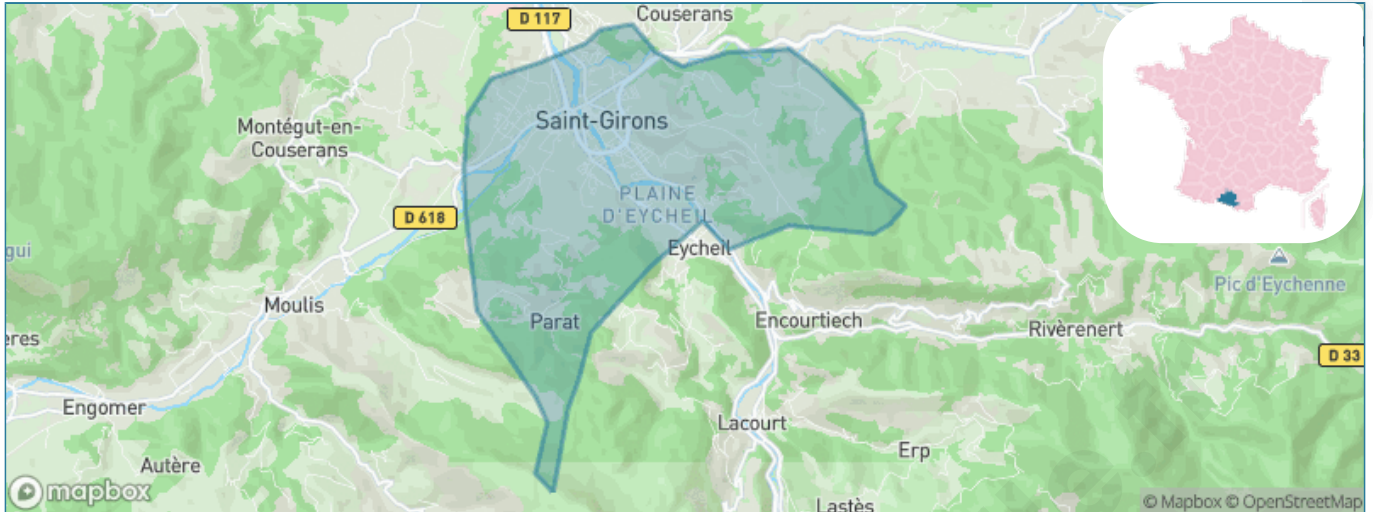 D 117
Couserans
Saint-Girons
Montégut-en-
Couserans
PLAINE
D'EYCHEIL
D 618
Eycheil
gui
Pic d'Eychenne
Moulis
Parat
Encourtiech
Rivèrenert
eres
D 33
Engomer
Lacourt
Erp
Autère
mapbox
Lastès
© Mapbox © OpenStreetMap